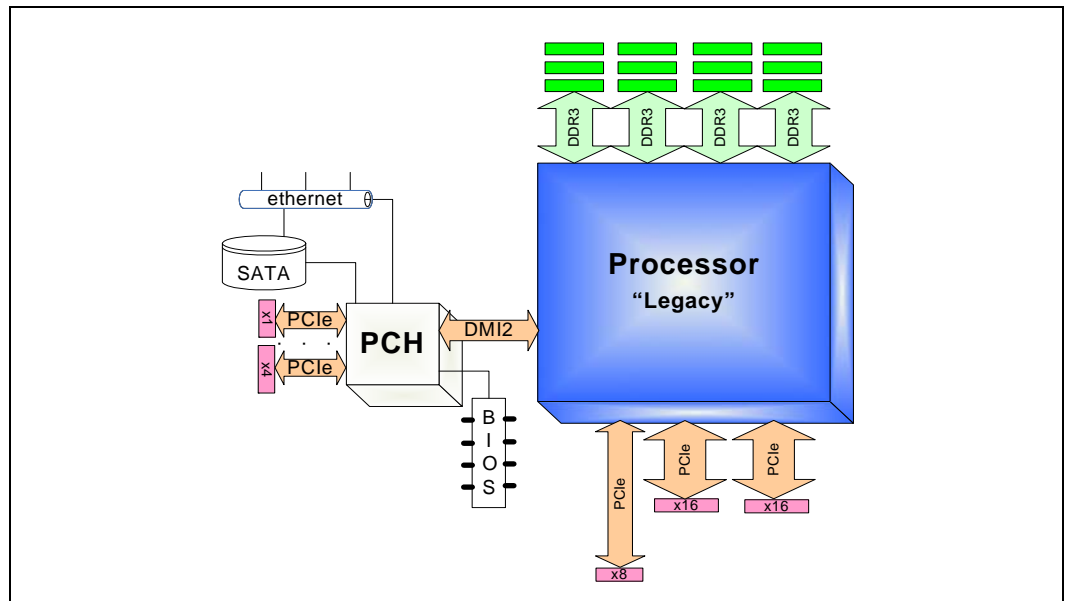 DDR3
DDR3
DDR3
DDR3
ethernet
SATA
Processor
“Legacy”
x1
PCIe
. . .
x4
PCIe
PCH
DMI2
B
I
O
S
PCIe
PCIe
PCIe
x16
x16
x8